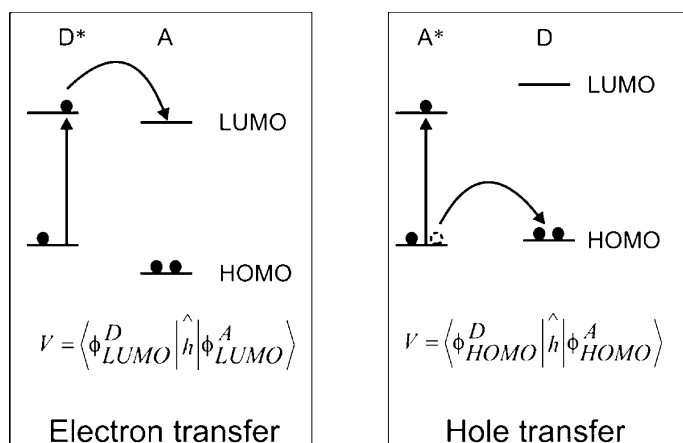 D* A
LUMO
HOMO
V = ⟨ϕ^D_LUMO|ĥ|ϕ^A_LUMO⟩
Electron transfer
A* D
LUMO
HOMO
V = ⟨ϕ^D_HOMO|ĥ|ϕ^A_HOMO⟩
Hole transfer